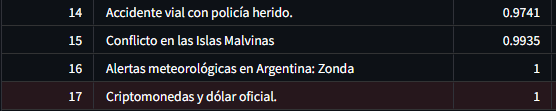 14 Accidente vial con policía herido. 0.9741
15 Conflicto en las Islas Malvinas 0.9935
16 Alertas meteorológicas en Argentina: Zonda 1
17 Criptomonedas y dólar oficial. 1